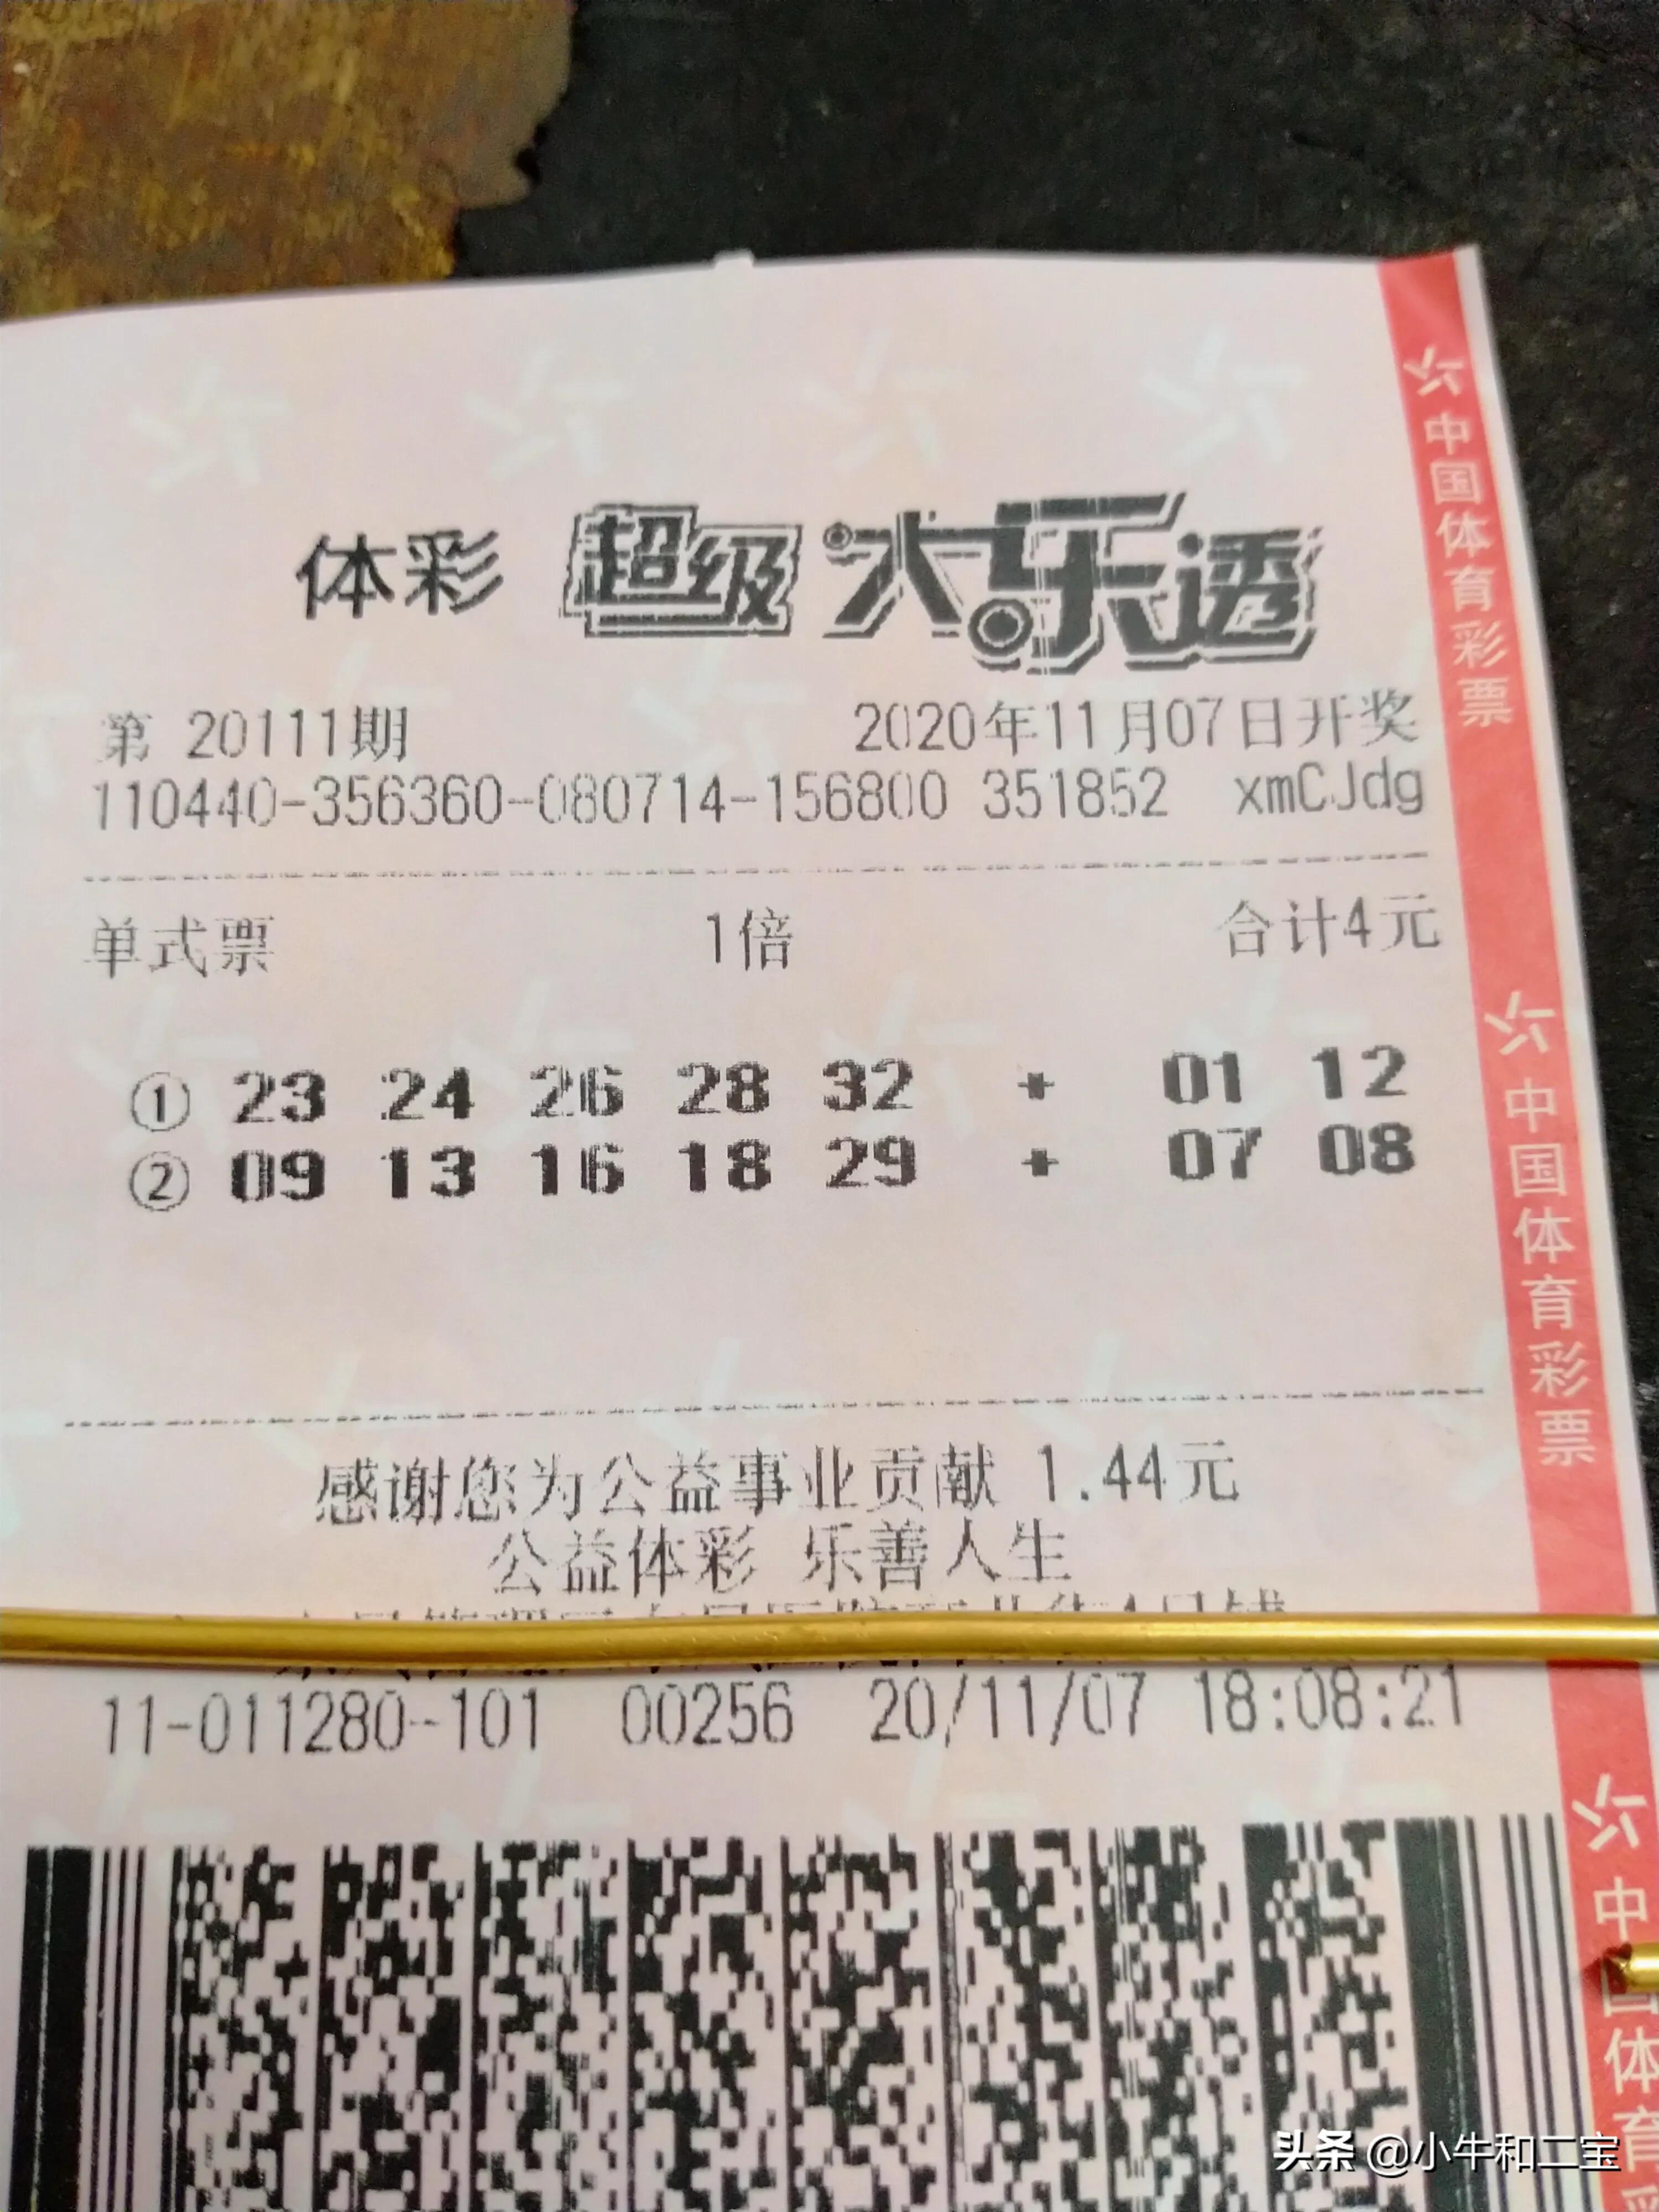 体彩 超级大乐透
第 20111期 2020年11月07日开奖
110440-356360-080714-156800 351852 xmCJdg
单式票 1倍 合计4元
① 23 24 26 28 32 + 01 12
② 09 13 16 18 29 + 07 08
感谢您为公益事业贡献 1.44元
公益体彩 乐善人生
11-011280-101 00256 20/11/07 18:08:21
中国体育彩票
中国体育彩票
中国体育彩
头条 @小牛和二宝